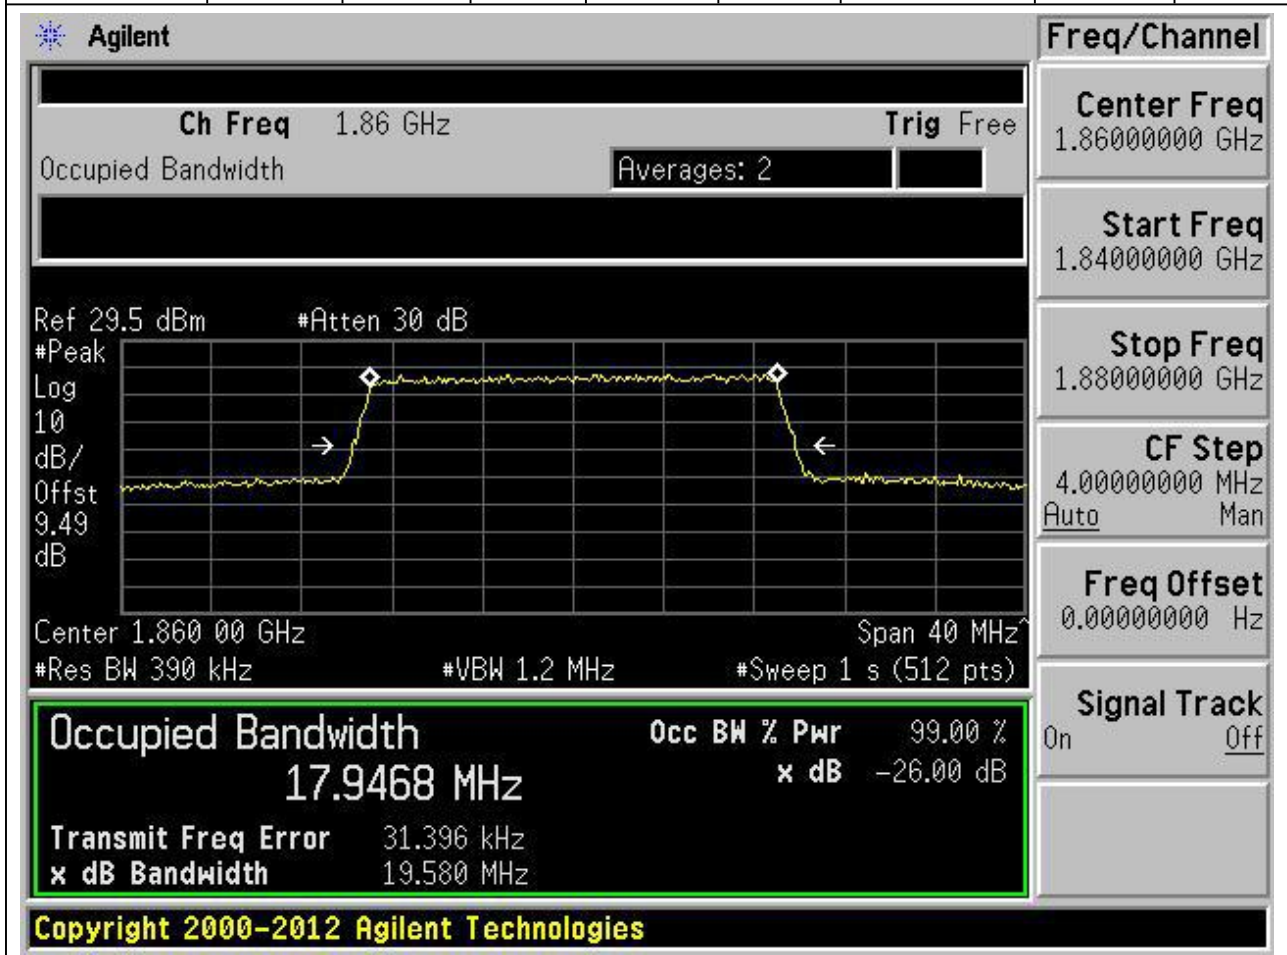 Agilent
Freq/Channel
Ch Freq 1.86 GHz Trig Free
Occupied Bandwidth Averages: 2
Center Freq
1.86000000 GHz
Start Freq
1.84000000 GHz
Stop Freq
1.88000000 GHz
CF Step
4.00000000 MHz
Auto Man
Freq Offset
0.00000000 Hz
Signal Track
On Off
Ref 29.5 dBm #Atten 30 dB
#Peak
Log
10
dB/
Offst
9.49
dB
Center 1.860 00 GHz Span 40 MHz^
#Res BW 390 kHz #VBW 1.2 MHz #Sweep 1 s (512 pts)
Occupied Bandwidth Occ BW % Pwr 99.00 %
17.9468 MHz x dB -26.00 dB
Transmit Freq Error 31.396 kHz
x dB Bandwidth 19.580 MHz
Copyright 2000-2012 Agilent Technologies